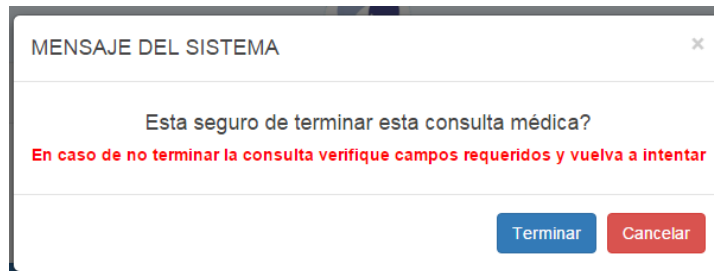 MENSAJE DEL SISTEMA ×
Esta seguro de terminar esta consulta médica?
En caso de no terminar la consulta verifique campos requeridos y vuelva a intentar
Terminar Cancelar